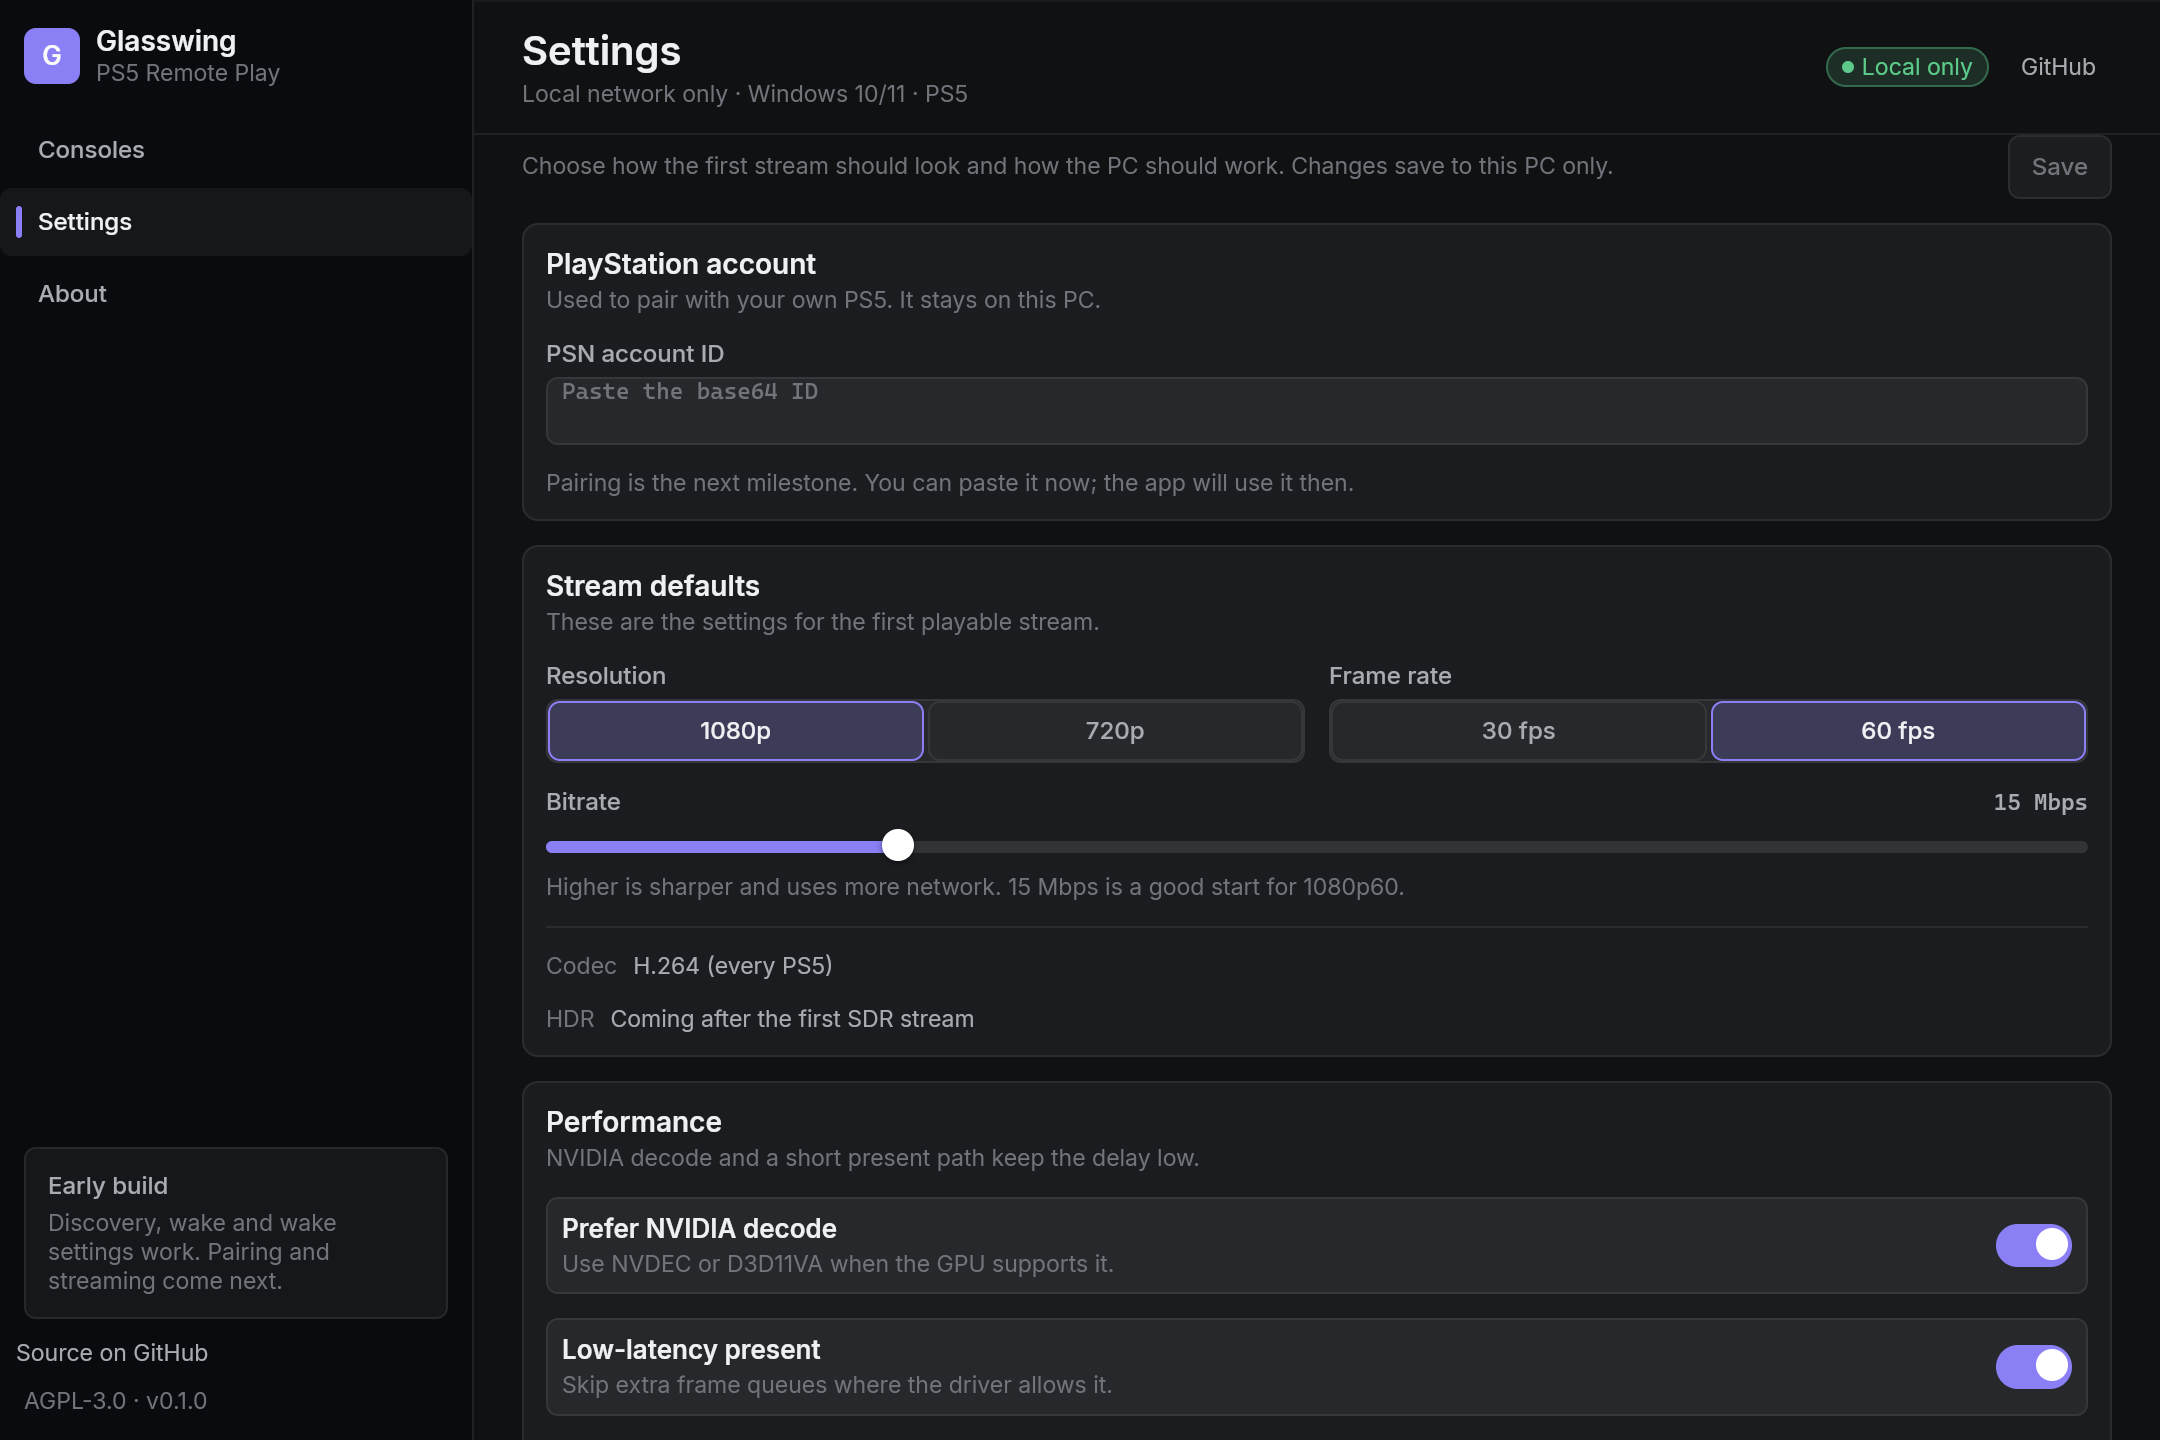 G
Glasswing
PS5 Remote Play
Consoles
Settings
About
Early build
Discovery, wake and wake
settings work. Pairing and
streaming come next.
Source on GitHub
AGPL-3.0 · v0.1.0
Settings
Local network only · Windows 10/11 · PS5
Local only
GitHub
Choose how the first stream should look and how the PC should work. Changes save to this PC only.
Save
PlayStation account
Used to pair with your own PS5. It stays on this PC.
PSN account ID
Paste the base64 ID
Pairing is the next milestone. You can paste it now; the app will use it then.
Stream defaults
These are the settings for the first playable stream.
Resolution
1080p
720p
Frame rate
30 fps
60 fps
Bitrate
15 Mbps
Higher is sharper and uses more network. 15 Mbps is a good start for 1080p60.
Codec H.264 (every PS5)
HDR Coming after the first SDR stream
Performance
NVIDIA decode and a short present path keep the delay low.
Prefer NVIDIA decode
Use NVDEC or D3D11VA when the GPU supports it.
Low-latency present
Skip extra frame queues where the driver allows it.